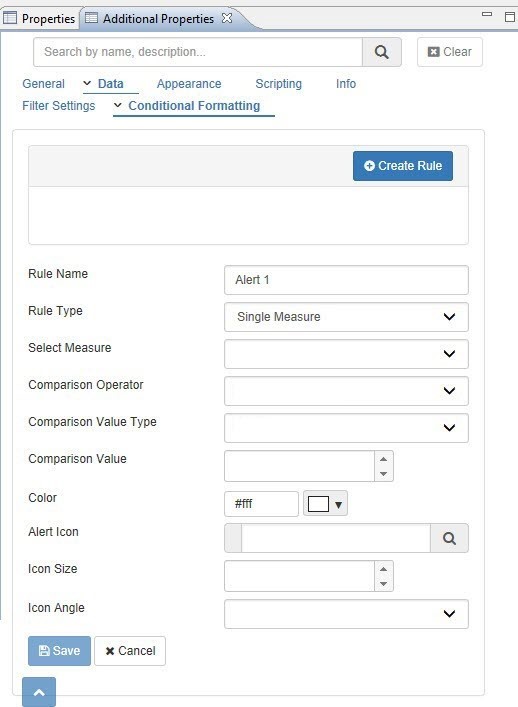 Properties Additional Properties
Search by name, description... Clear
General Data Appearance Scripting Info
Filter Settings Conditional Formatting
Create Rule
Rule Name Alert 1
Rule Type Single Measure
Select Measure
Comparison Operator
Comparison Value Type
Comparison Value
Color #fff
Alert Icon
Icon Size
Icon Angle
Save Cancel